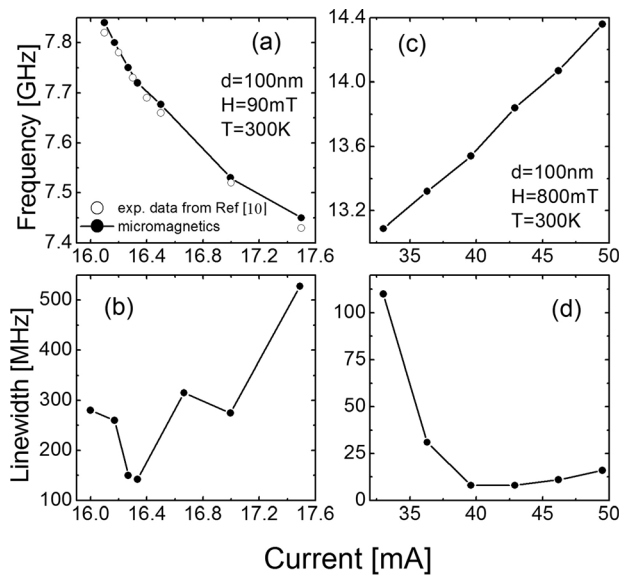 7.8
7.7
7.6
7.5
7.4
Frequency [GHz]
(a)
d=100nm
H=90mT
T=300K
exp. data from Ref [10]
micromagnetics
16.0 16.4 16.8 17.2 17.6
14.4
14.0
13.6
13.2
(c)
d=100nm
H=800mT
T=300K
35 40 45 50
500
400
300
200
100
Linewidth [MHz]
(b)
16.0 16.4 16.8 17.2 17.6
100
75
50
25
0
(d)
35 40 45 50
Current [mA]